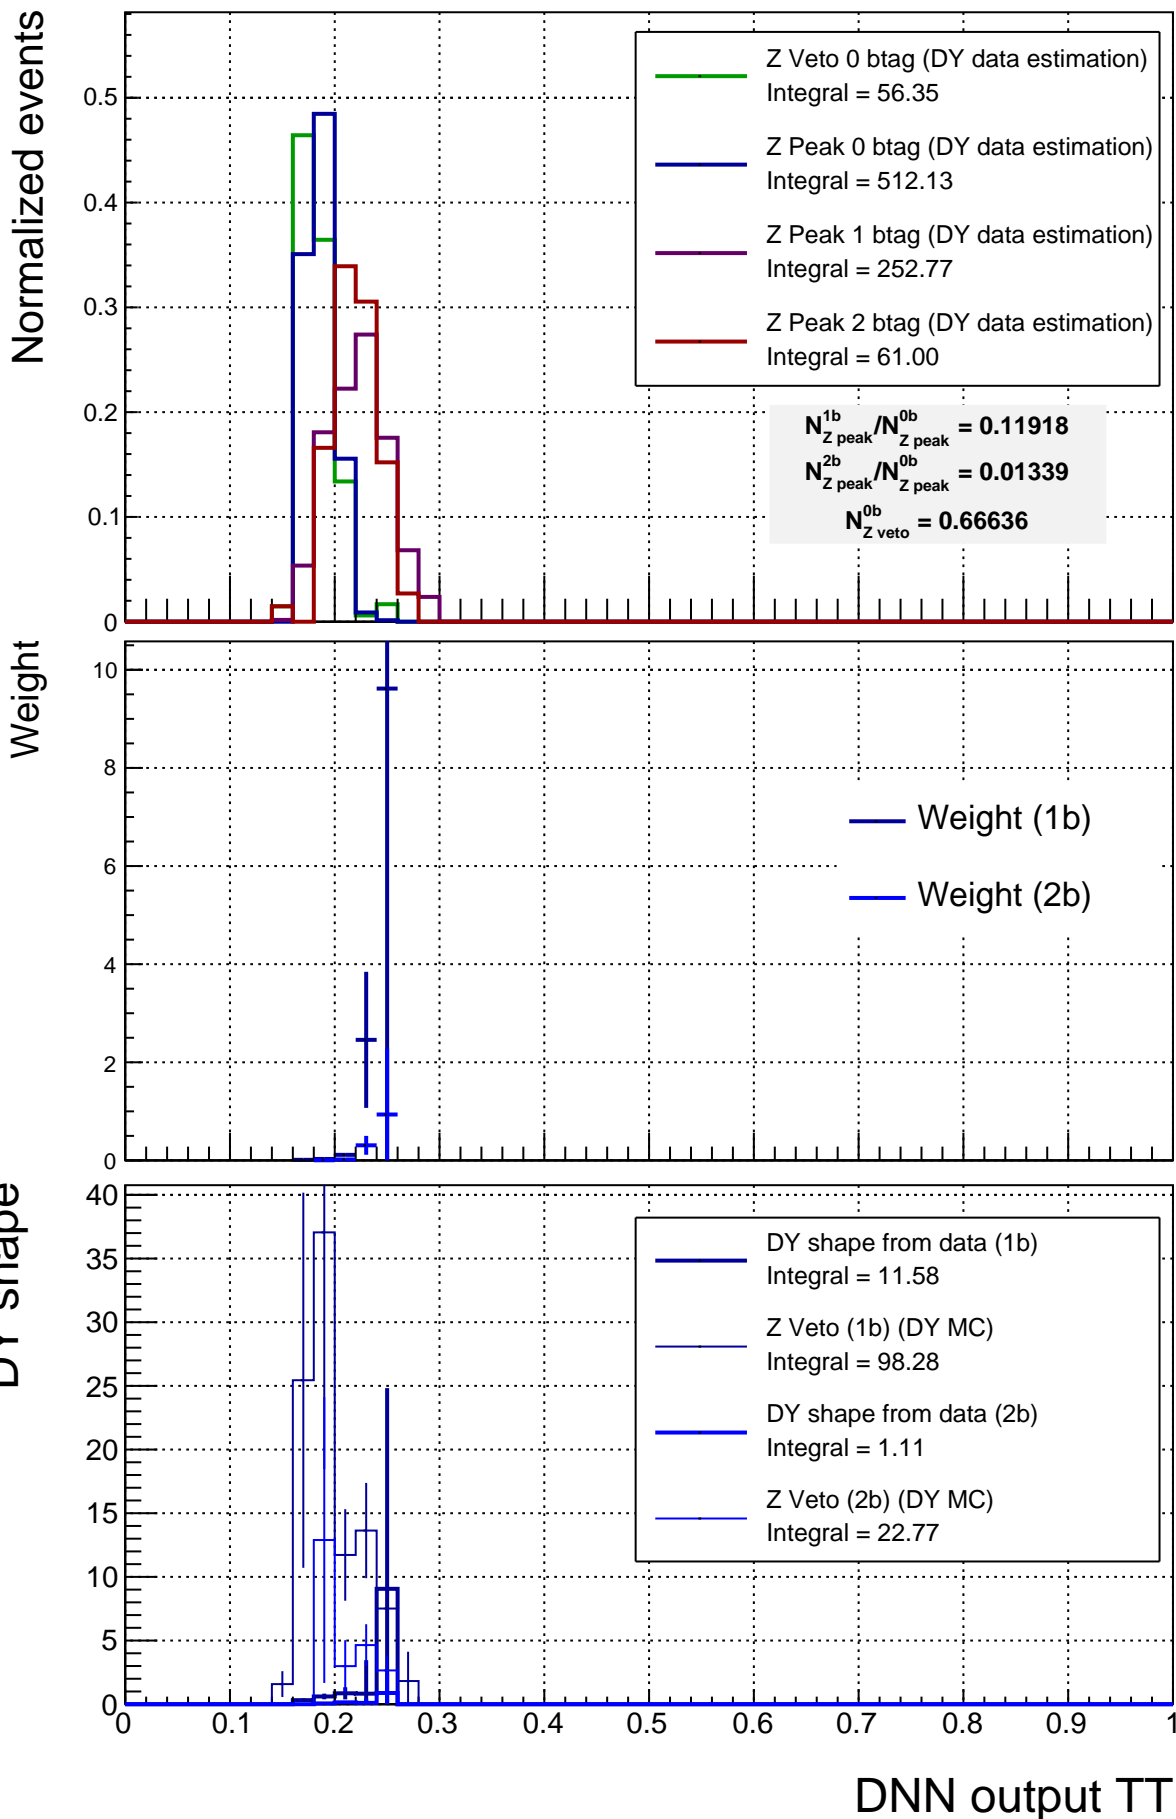 Normalized events
0.5
0.4
0.3
0.2
0.1
0
Z Veto 0 btag (DY data estimation)
Integral = 56.35
Z Peak 0 btag (DY data estimation)
Integral = 512.13
Z Peak 1 btag (DY data estimation)
Integral = 252.77
Z Peak 2 btag (DY data estimation)
Integral = 61.00
N^{1b}_{Z peak}/N^{0b}_{Z peak} = 0.11918
N^{2b}_{Z peak}/N^{0b}_{Z peak} = 0.01339
N^{0b}_{Z veto} = 0.66636
Weight
10
8
6
4
2
0
Weight (1b)
Weight (2b)
DY shape
40
35
30
25
20
15
10
5
0
DY shape from data (1b)
Integral = 11.58
Z Veto (1b) (DY MC)
Integral = 98.28
DY shape from data (2b)
Integral = 1.11
Z Veto (2b) (DY MC)
Integral = 22.77
0 0.1 0.2 0.3 0.4 0.5 0.6 0.7 0.8 0.9 1
DNN output TT